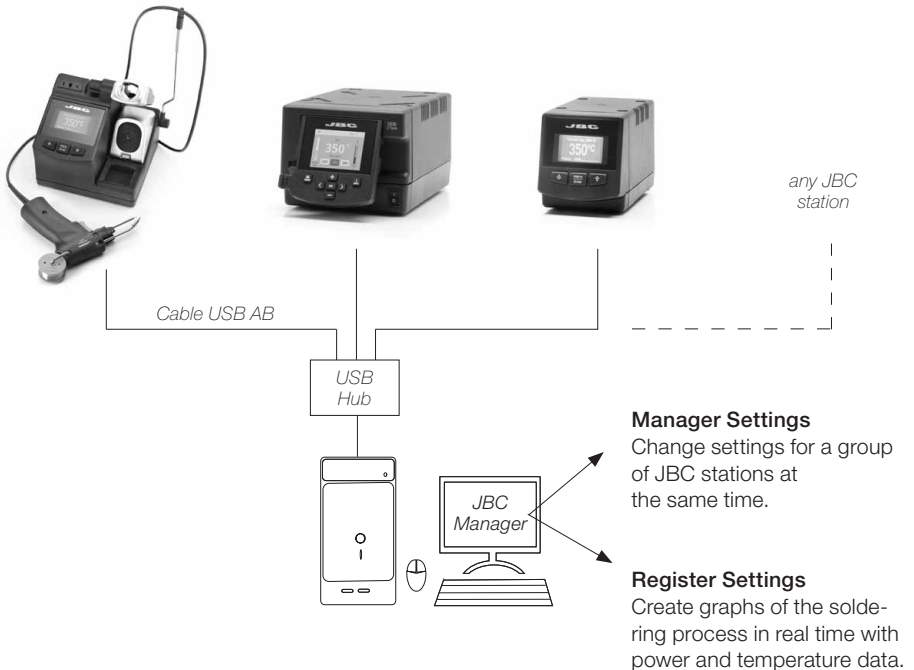 JBC
350°C
JBC
350°
JBC
350°C
any JBC
station
Cable USB AB
USB
Hub
JBC
Manager
Manager Settings
Change settings for a group
of JBC stations at
the same time.
Register Settings
Create graphs of the solde-
ring process in real time with
power and temperature data.